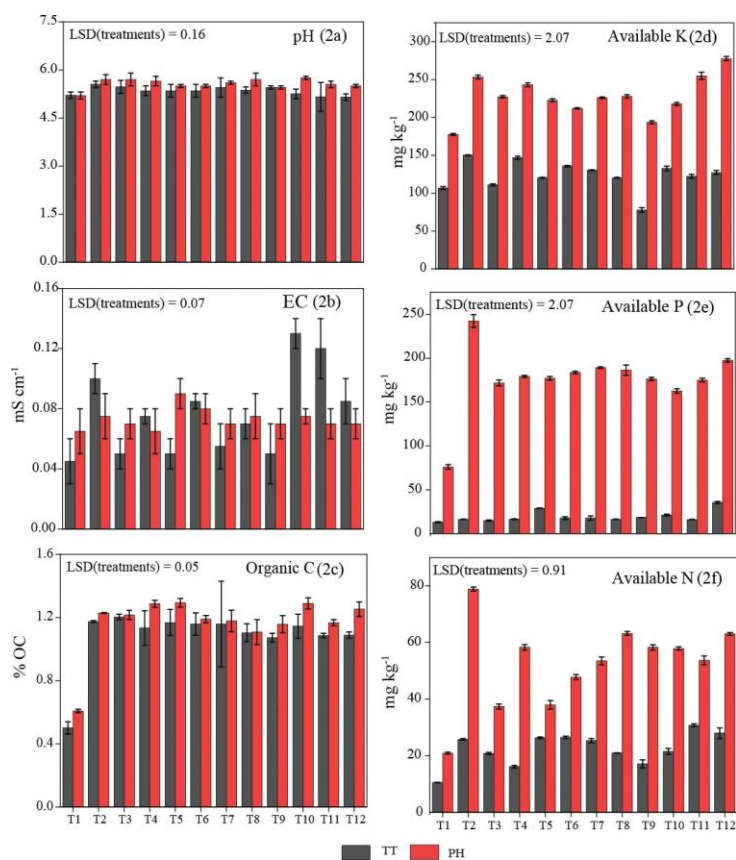 LSD(treatments) = 0.16
pH (2a)
7.5
6.0
4.5
3.0
1.5
0.0
LSD(treatments) = 2.07
Available K (2d)
mg kg-1
300
250
200
150
100
50
0
LSD(treatments) = 0.07
EC (2b)
mS cm-1
0.16
0.12
0.08
0.04
0.00
LSD(treatments) = 2.07
Available P (2e)
mg kg-1
250
200
150
100
50
0
LSD(treatments) = 0.05
Organic C (2c)
% OC
1.6
1.2
0.8
0.4
0.0
T1 T2 T3 T4 T5 T6 T7 T8 T9 T10 T11 T12
LSD(treatments) = 0.91
Available N (2f)
mg kg-1
80
60
40
20
0
T1 T2 T3 T4 T5 T6 T7 T8 T9 T10 T11 T12
TT PH